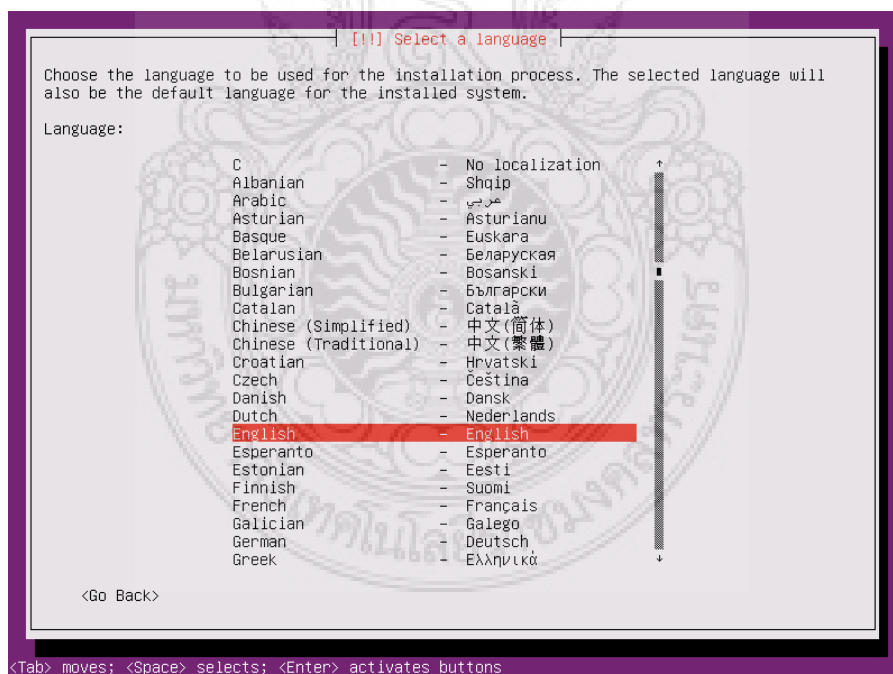 [!!] Select a language
Choose the language to be used for the installation process. The selected language will
also be the default language for the installed system.
Language:
C - No localization
Albanian - Shqip
Arabic - عربي
Asturian - Asturianu
Basque - Euskara
Belarusian - Беларуская
Bosnian - Bosanski
Bulgarian - Български
Catalan - Català
Chinese (Simplified) - 中文(简体)
Chinese (Traditional) - 中文(繁體)
Croatian - Hrvatski
Czech - Čeština
Danish - Dansk
Dutch - Nederlands
English - English
Esperanto - Esperanto
Estonian - Eesti
Finnish - Suomi
French - Français
Galician - Galego
German - Deutsch
Greek - Ελληνικά
<Go Back>
<Tab> moves; <Space> selects; <Enter> activates buttons